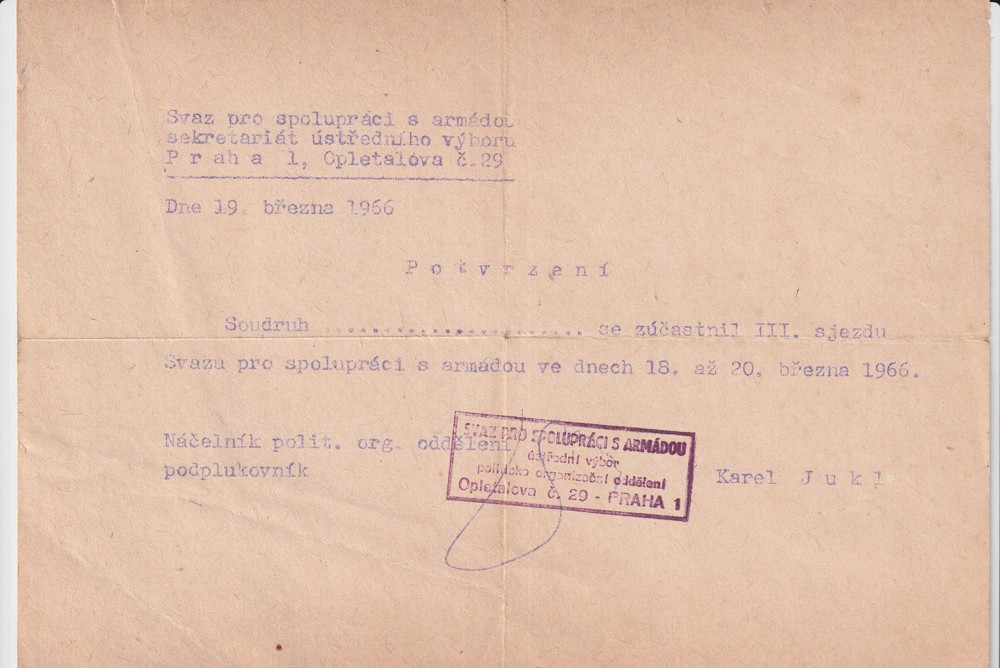 Svaz pro spolupráci s armádou
sekretariát ústředního výboru
P r a h a 1, Opletalova č.29
Dne 19. března 1966
P o t v r z e n í
Soudruh .......................... se zúčastnil III. sjezdu
Svazu pro spolupráci s armádou ve dnech 18. až 20. března 1966.
Náčelník polit. org. oddělení
podplukovník
Karel J u k l
SVAZ PRO SPOLUPRÁCI S ARMÁDOU
ústřední výbor
politicko organizační oddělení
Opletalova č. 29 - PRAHA 1